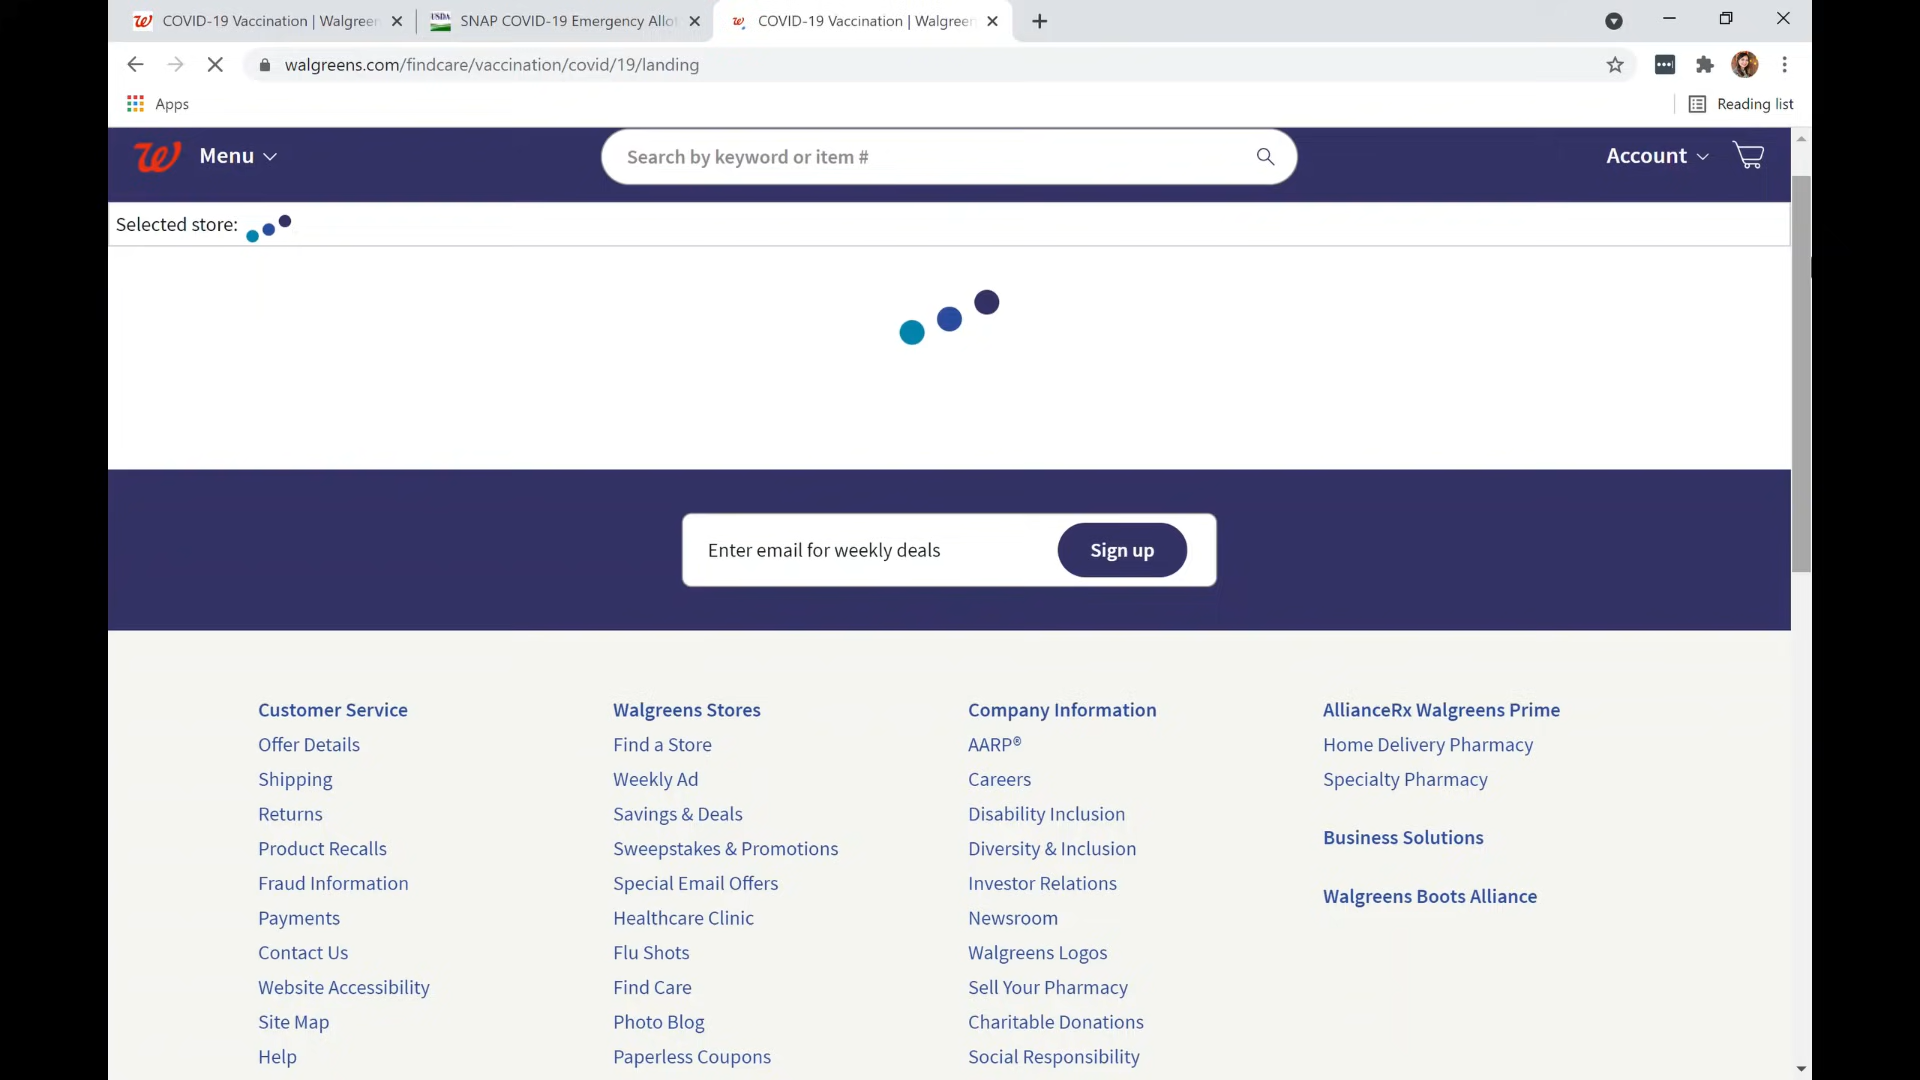 COVID-19 Vaccination | Walgreen
USDA
SNAP COVID-19 Emergency Allot
COVID-19 Vaccination | Walgreen
walgreens.com/findcare/vaccination/covid/19/landing
Apps
Reading list
Menu
Search by keyword or item #
Account
Selected store:
Enter email for weekly deals
Sign up
Customer Service
Offer Details
Shipping
Returns
Product Recalls
Fraud Information
Payments
Contact Us
Website Accessibility
Site Map
Help
Walgreens Stores
Find a Store
Weekly Ad
Savings & Deals
Sweepstakes & Promotions
Special Email Offers
Healthcare Clinic
Flu Shots
Find Care
Photo Blog
Paperless Coupons
Company Information
AARP®
Careers
Disability Inclusion
Diversity & Inclusion
Investor Relations
Newsroom
Walgreens Logos
Sell Your Pharmacy
Charitable Donations
Social Responsibility
AllianceRx Walgreens Prime
Home Delivery Pharmacy
Specialty Pharmacy
Business Solutions
Walgreens Boots Alliance